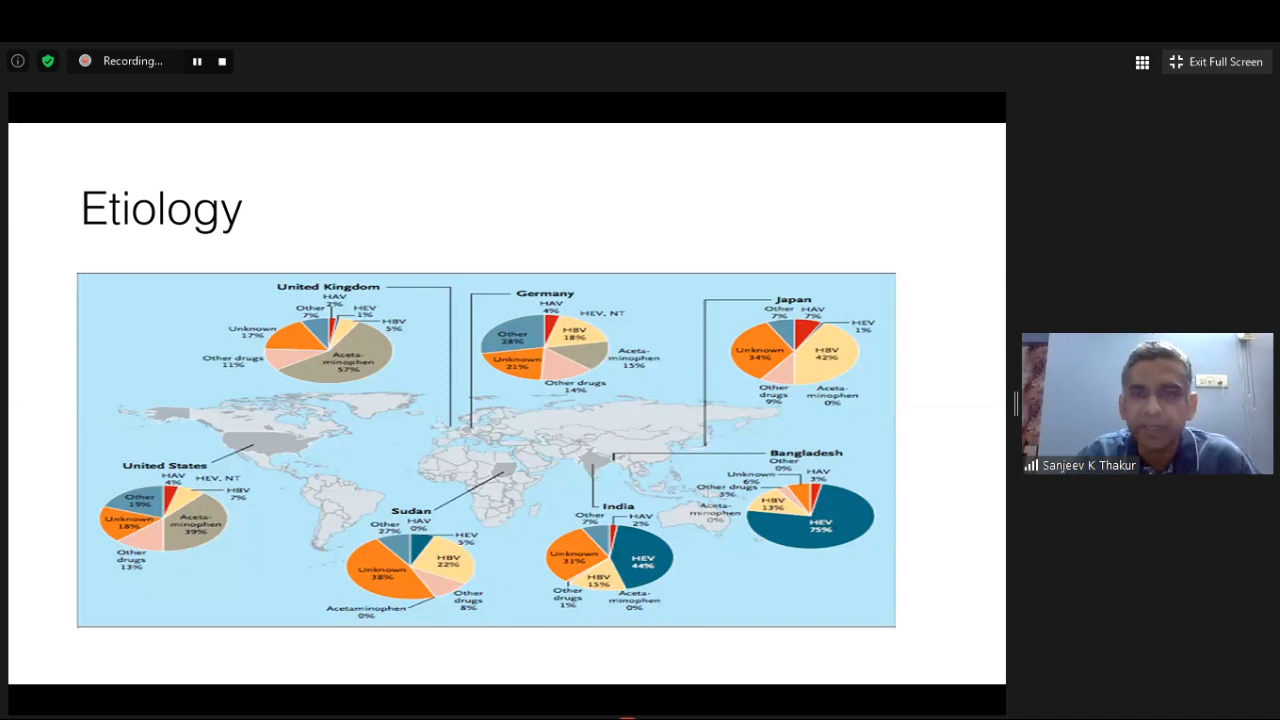 Recording...
Exit Full Screen
Etiology
United Kingdom
HAV
2%
HEV
1%
HBV
5%
Other
7%
Unknown
17%
Other drugs
11%
Aceta-
minophen
57%
Germany
HAV
4%
HEV, NT
HBV
18%
Other
28%
Unknown
21%
Aceta-
minophen
15%
Other drugs
14%
Japan
Other
7%
HAV
7%
HEV
1%
HBV
42%
Unknown
34%
Other
drugs
9%
Aceta-
minophen
0%
United States
HAV
4%
HEV, NT
HBV
7%
Other
19%
Unknown
18%
Aceta-
minophen
39%
Other
drugs
13%
Sudan
Other
27%
HAV
0%
HEV
5%
HBV
22%
Unknown
38%
Other
drugs
8%
Acetaminophen
0%
India
Other
7%
HAV
2%
HEV
44%
Unknown
31%
HBV
15%
Other
drugs
1%
Aceta-
minophen
0%
Bangladesh
Other
0%
HAV
3%
Unknown
6%
Other drugs
3%
HBV
13%
Aceta-
minophen
0%
HEV
75%
Sanjeev K Thakur